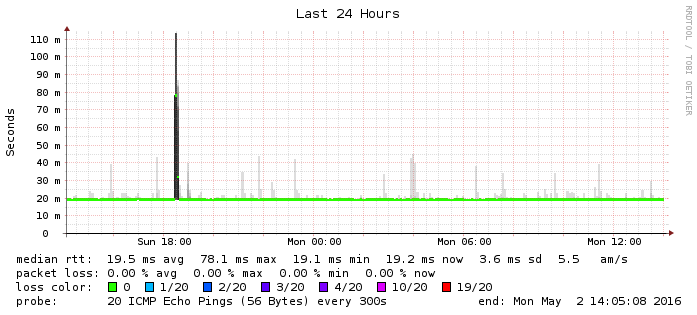 Last 24 Hours
RRDTOOL / TOBI OETIKER
Seconds
110 m
100 m
90 m
80 m
70 m
60 m
50 m
40 m
30 m
20 m
10 m
0
Sun 18:00 Mon 00:00 Mon 06:00 Mon 12:00
median rtt: 19.5 ms avg 78.1 ms max 19.1 ms min 19.2 ms now 3.6 ms sd 5.5 am/s
packet loss: 0.00 % avg 0.00 % max 0.00 % min 0.00 % now
loss color: 0 1/20 2/20 3/20 4/20 10/20 19/20
probe: 20 ICMP Echo Pings (56 Bytes) every 300s end: Mon May 2 14:05:08 2016